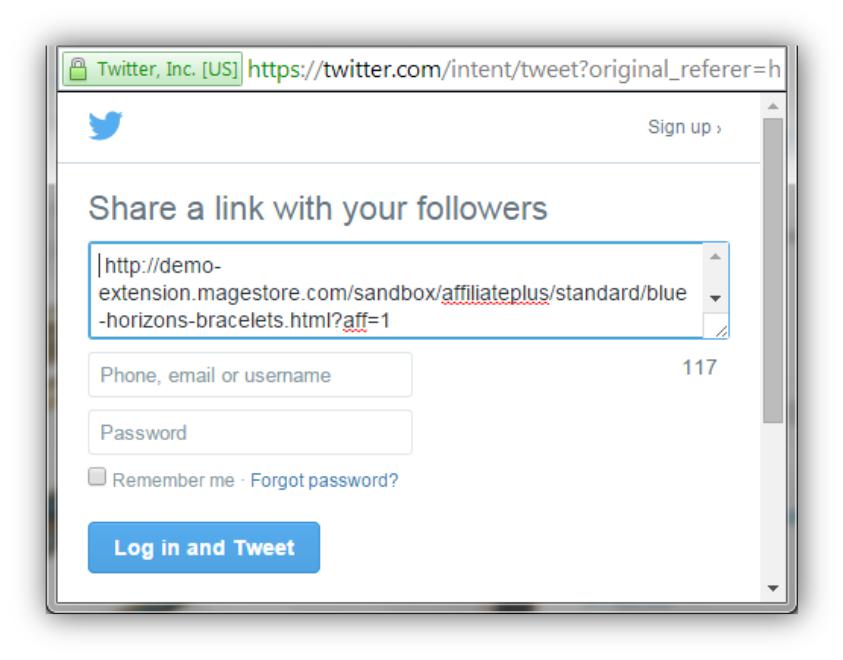 Twitter, Inc. [US] https://twitter.com/intent/tweet?original_referer=h
Sign up ›
Share a link with your followers
http://demo-
extension.magestore.com/sandbox/affiliateplus/standard/blue
-horizons-bracelets.html?aff=1
Phone, email or username
117
Password
Remember me · Forgot password?
Log in and Tweet